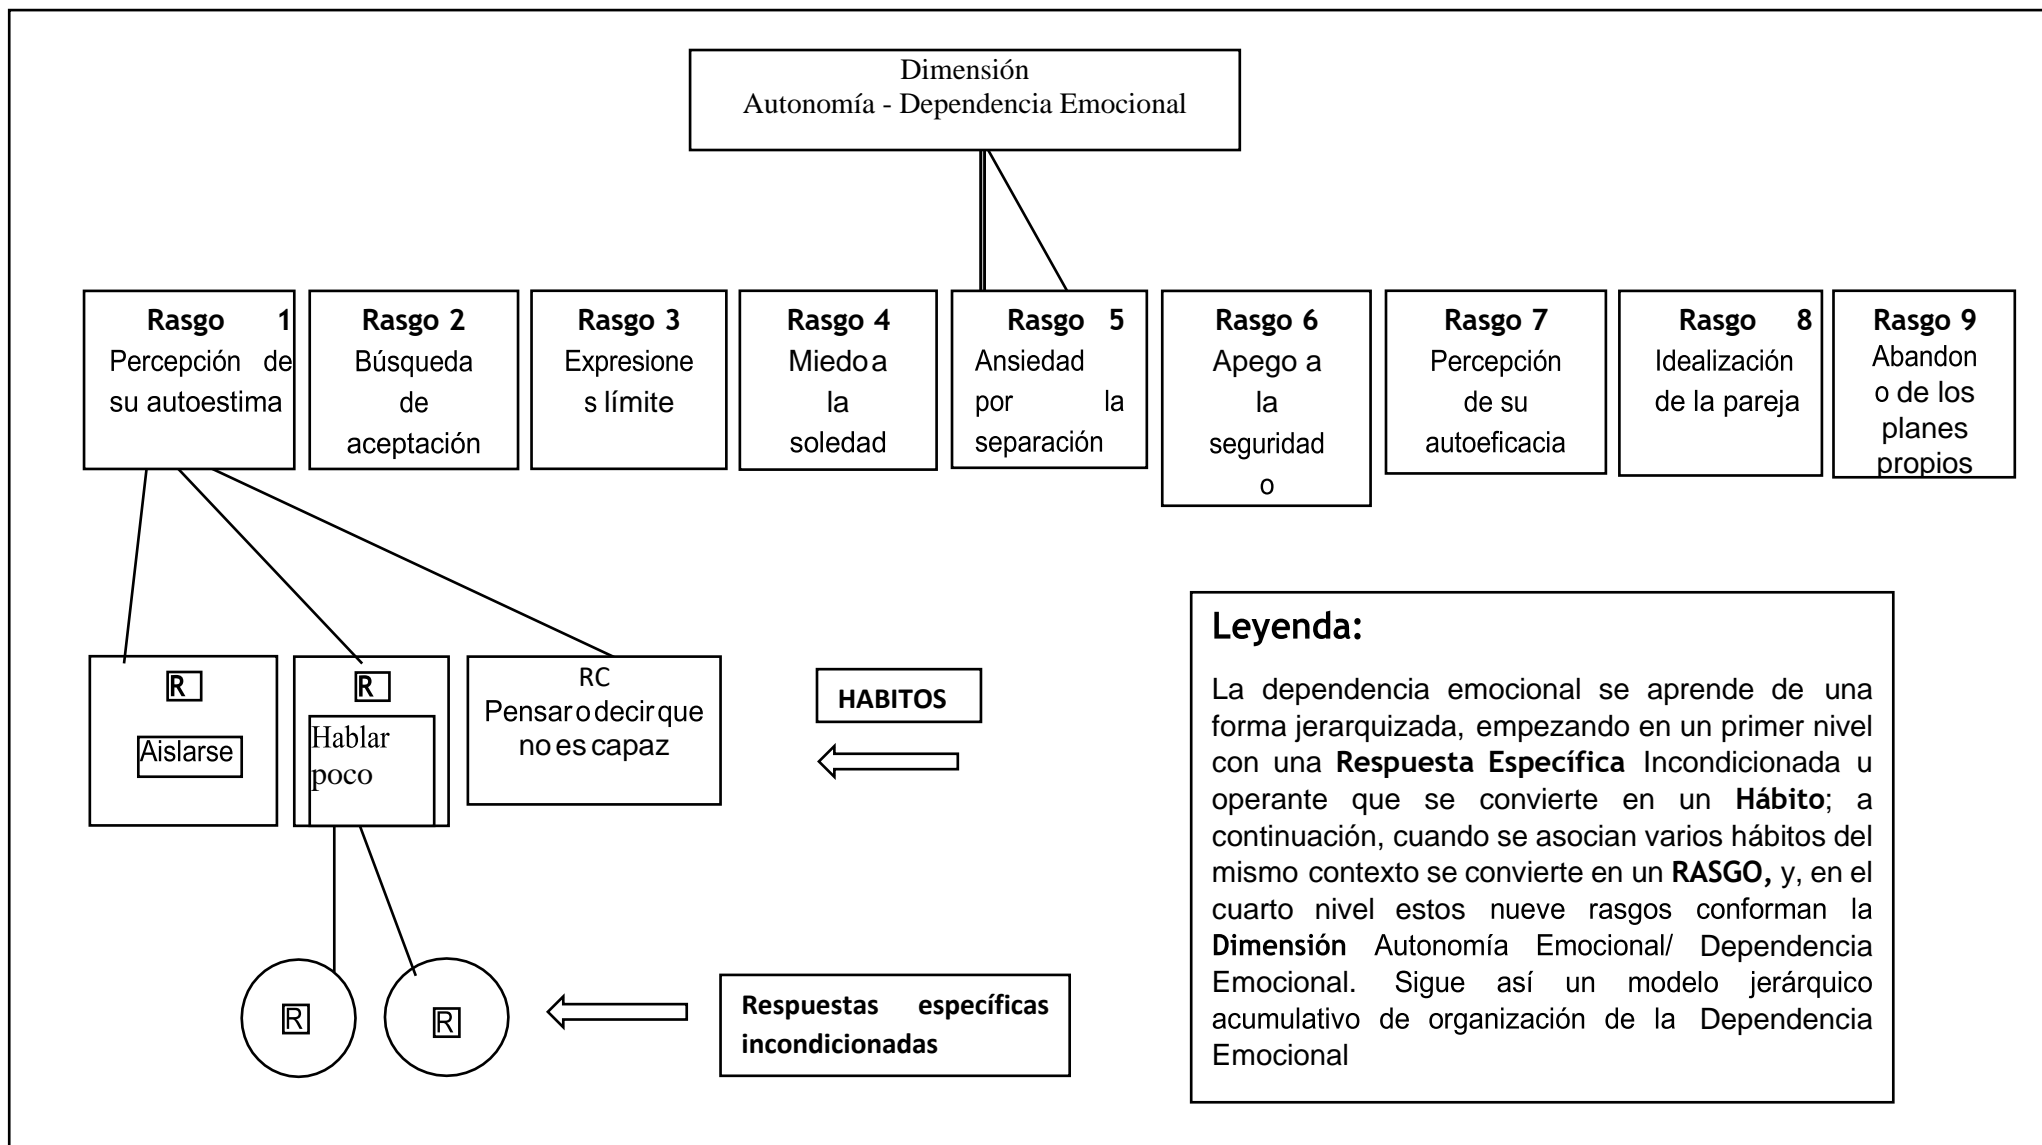 Dimensión
Autonomía - Dependencia Emocional
Rasgo 1
Percepción de
su autoestima
Rasgo 2
Búsqueda
de
aceptación
Rasgo 3
Expresione
s límite
Rasgo 4
Miedo a
la
soledad
Rasgo 5
Ansiedad
por la
separación
Rasgo 6
Apego a
la
seguridad
o
Rasgo 7
Percepción
de su
autoeficacia
Rasgo 8
Idealización
de la pareja
Rasgo 9
Abandon
o de los
planes
propios
R
Aislarse
R
Hablar
poco
RC
Pensar o decir que
no es capaz
HABITOS
R
R
Respuestas específicas
incondicionadas
Leyenda:
La dependencia emocional se aprende de una
forma jerarquizada, empezando en un primer nivel
con una Respuesta Específica Incondicionada u
operante que se convierte en un Hábito; a
continuación, cuando se asocian varios hábitos del
mismo contexto se convierte en un RASGO, y, en el
cuarto nivel estos nueve rasgos conforman la
Dimensión Autonomía Emocional/ Dependencia
Emocional. Sigue así un modelo jerárquico
acumulativo de organización de la Dependencia
Emocional